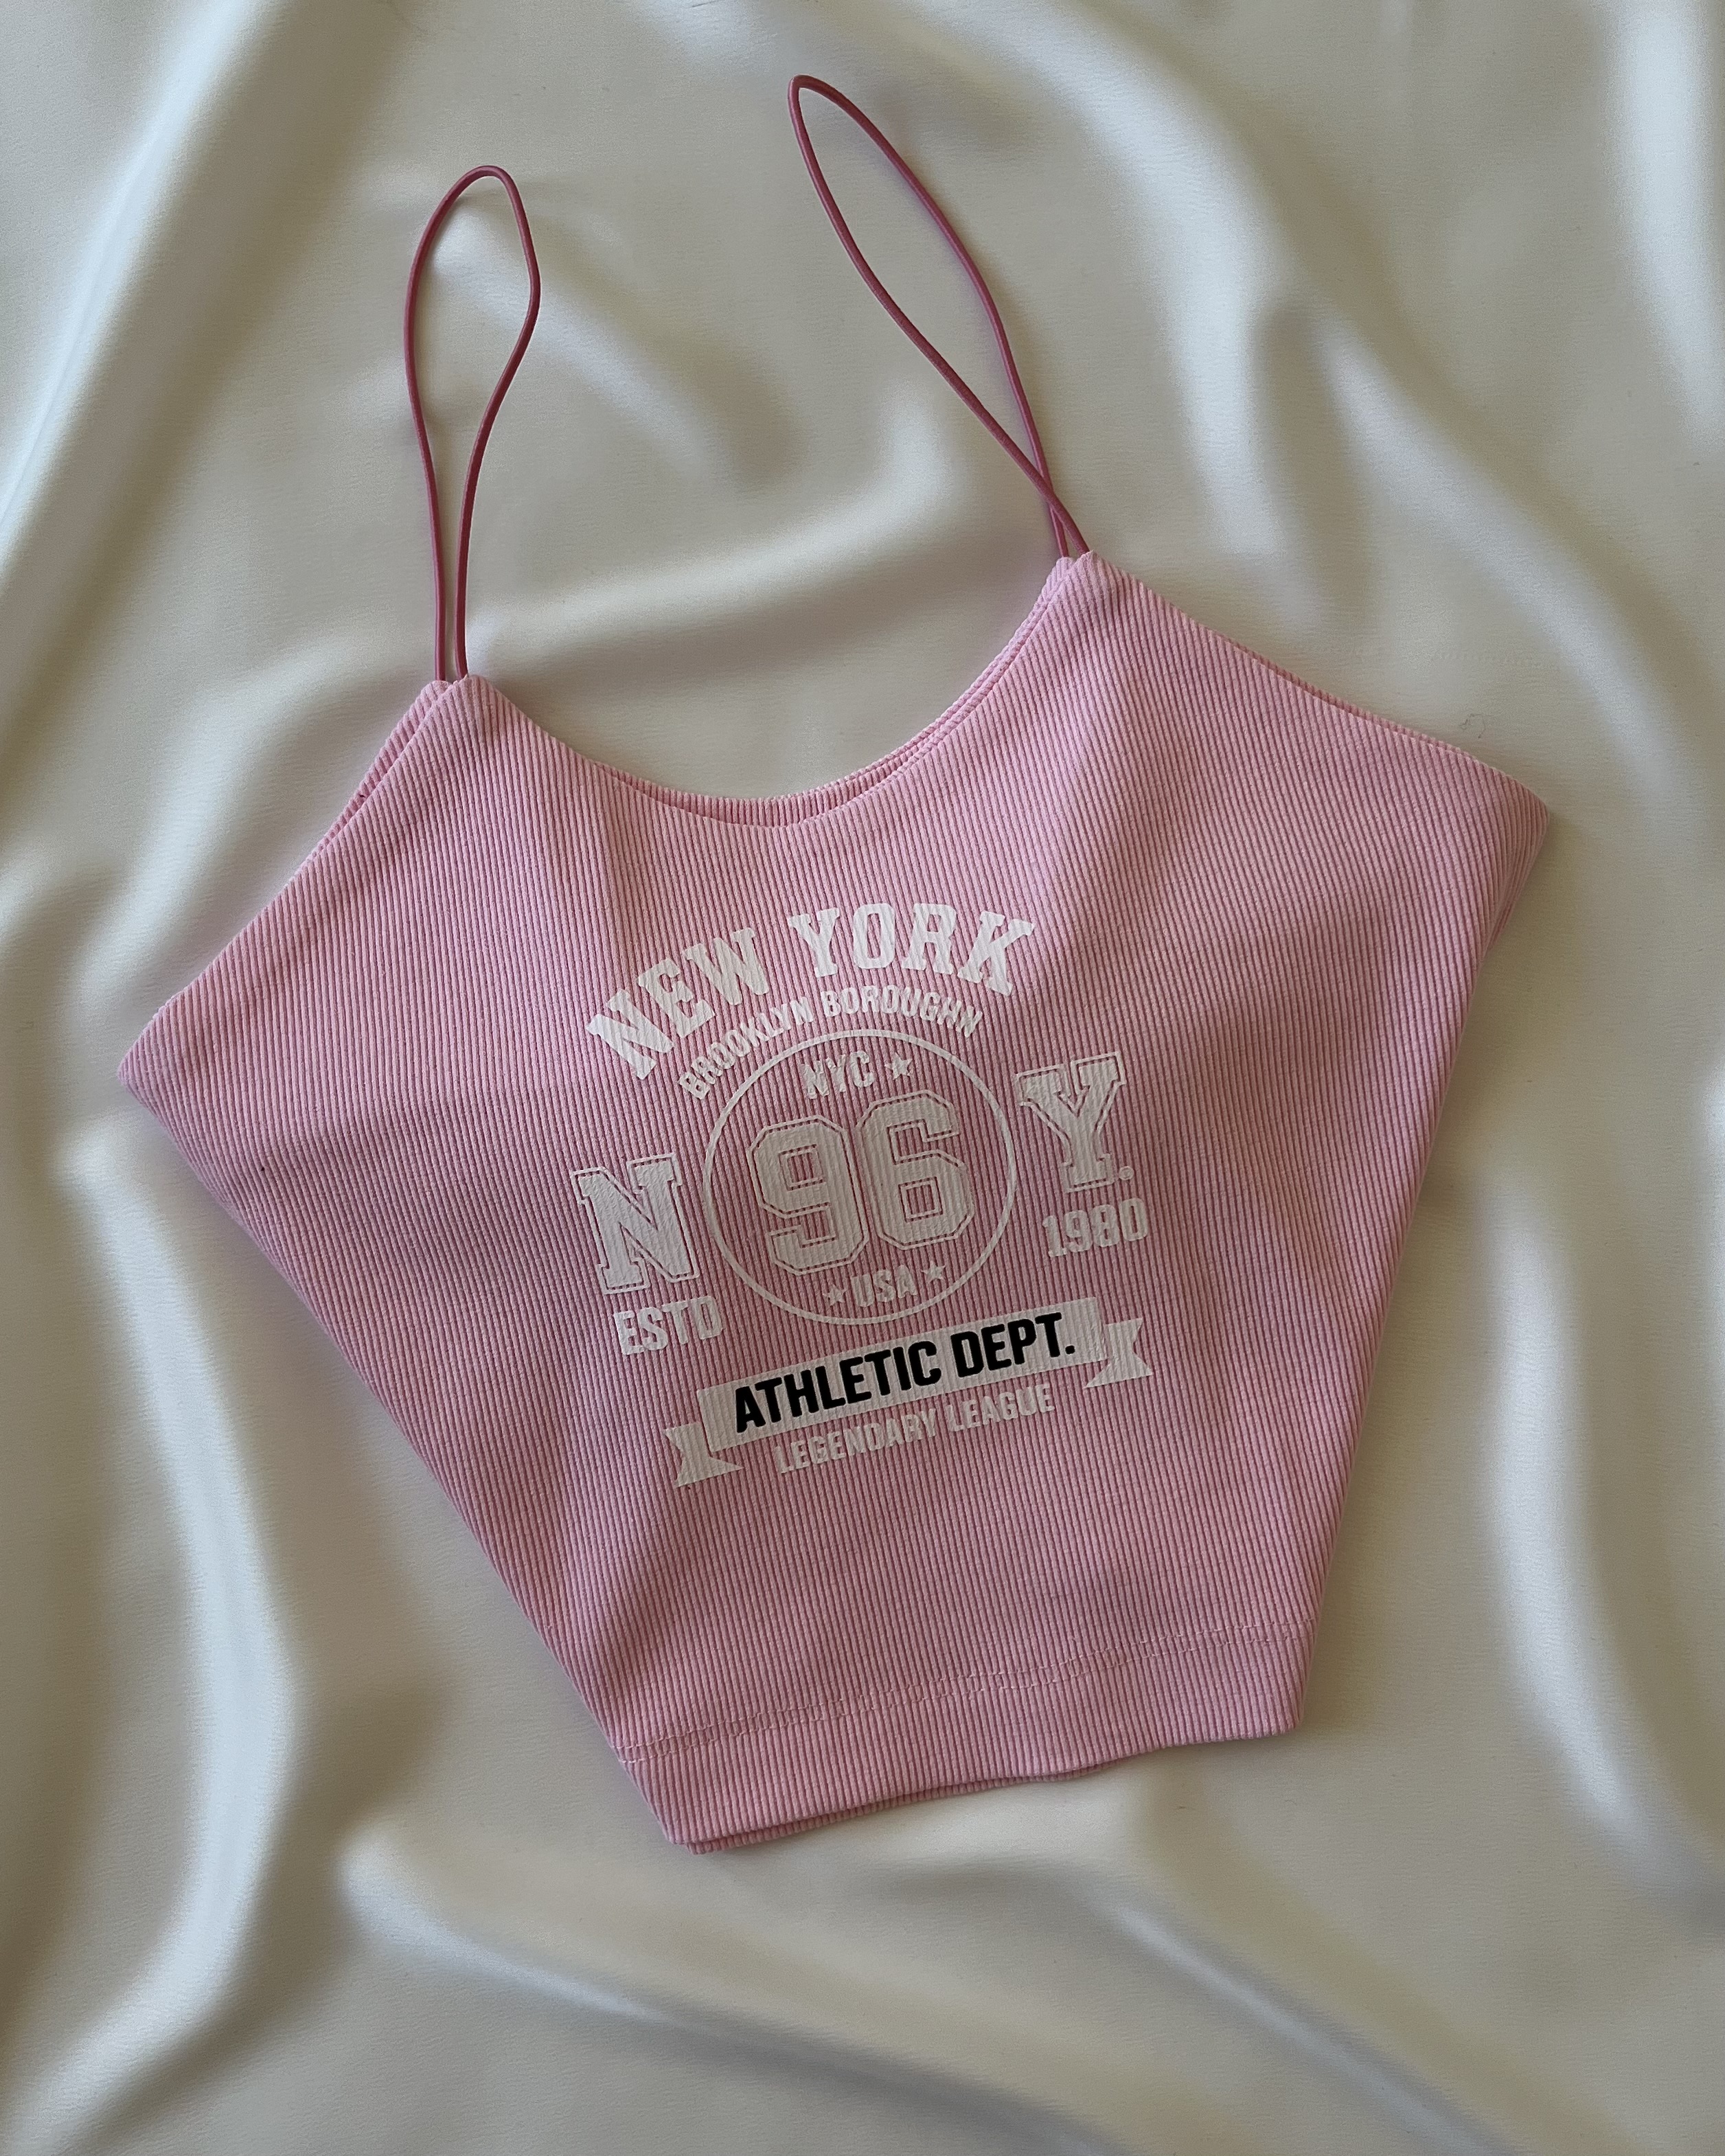 NEW YORK
BROOKLYN BOROUGHN
NYC
N 96 Y.
ESTD 1980
USA
ATHLETIC DEPT.
LEGENDARY LEAGUE